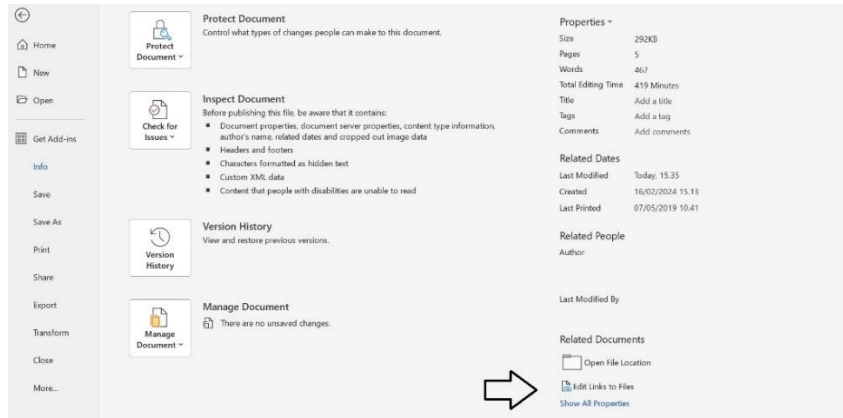 Home
New
Open
Get Add-ins
Info
Save
Save As
Print
Share
Export
Transform
Close
More...
Protect
Document
Protect Document
Control what types of changes people can make to this document.
Check for
Issues
Inspect Document
Before publishing this file, be aware that it contains:
Document properties, document server properties, content type information,
author's name, related dates and cropped out image data
Headers and footers
Characters formatted as hidden text
Custom XML data
Content that people with disabilities are unable to read
Version
History
Version History
View and restore previous versions.
Manage
Document
Manage Document
There are no unsaved changes.
Properties
Size 292KB
Pages 5
Words 467
Total Editing Time 419 Minutes
Title Add a title
Tags Add a tag
Comments Add comments
Related Dates
Last Modified Today, 15.35
Created 16/02/2024 15.13
Last Printed 07/05/2019 10.41
Related People
Author
Last Modified By
Related Documents
Open File Location
Edit Links to Files
Show All Properties